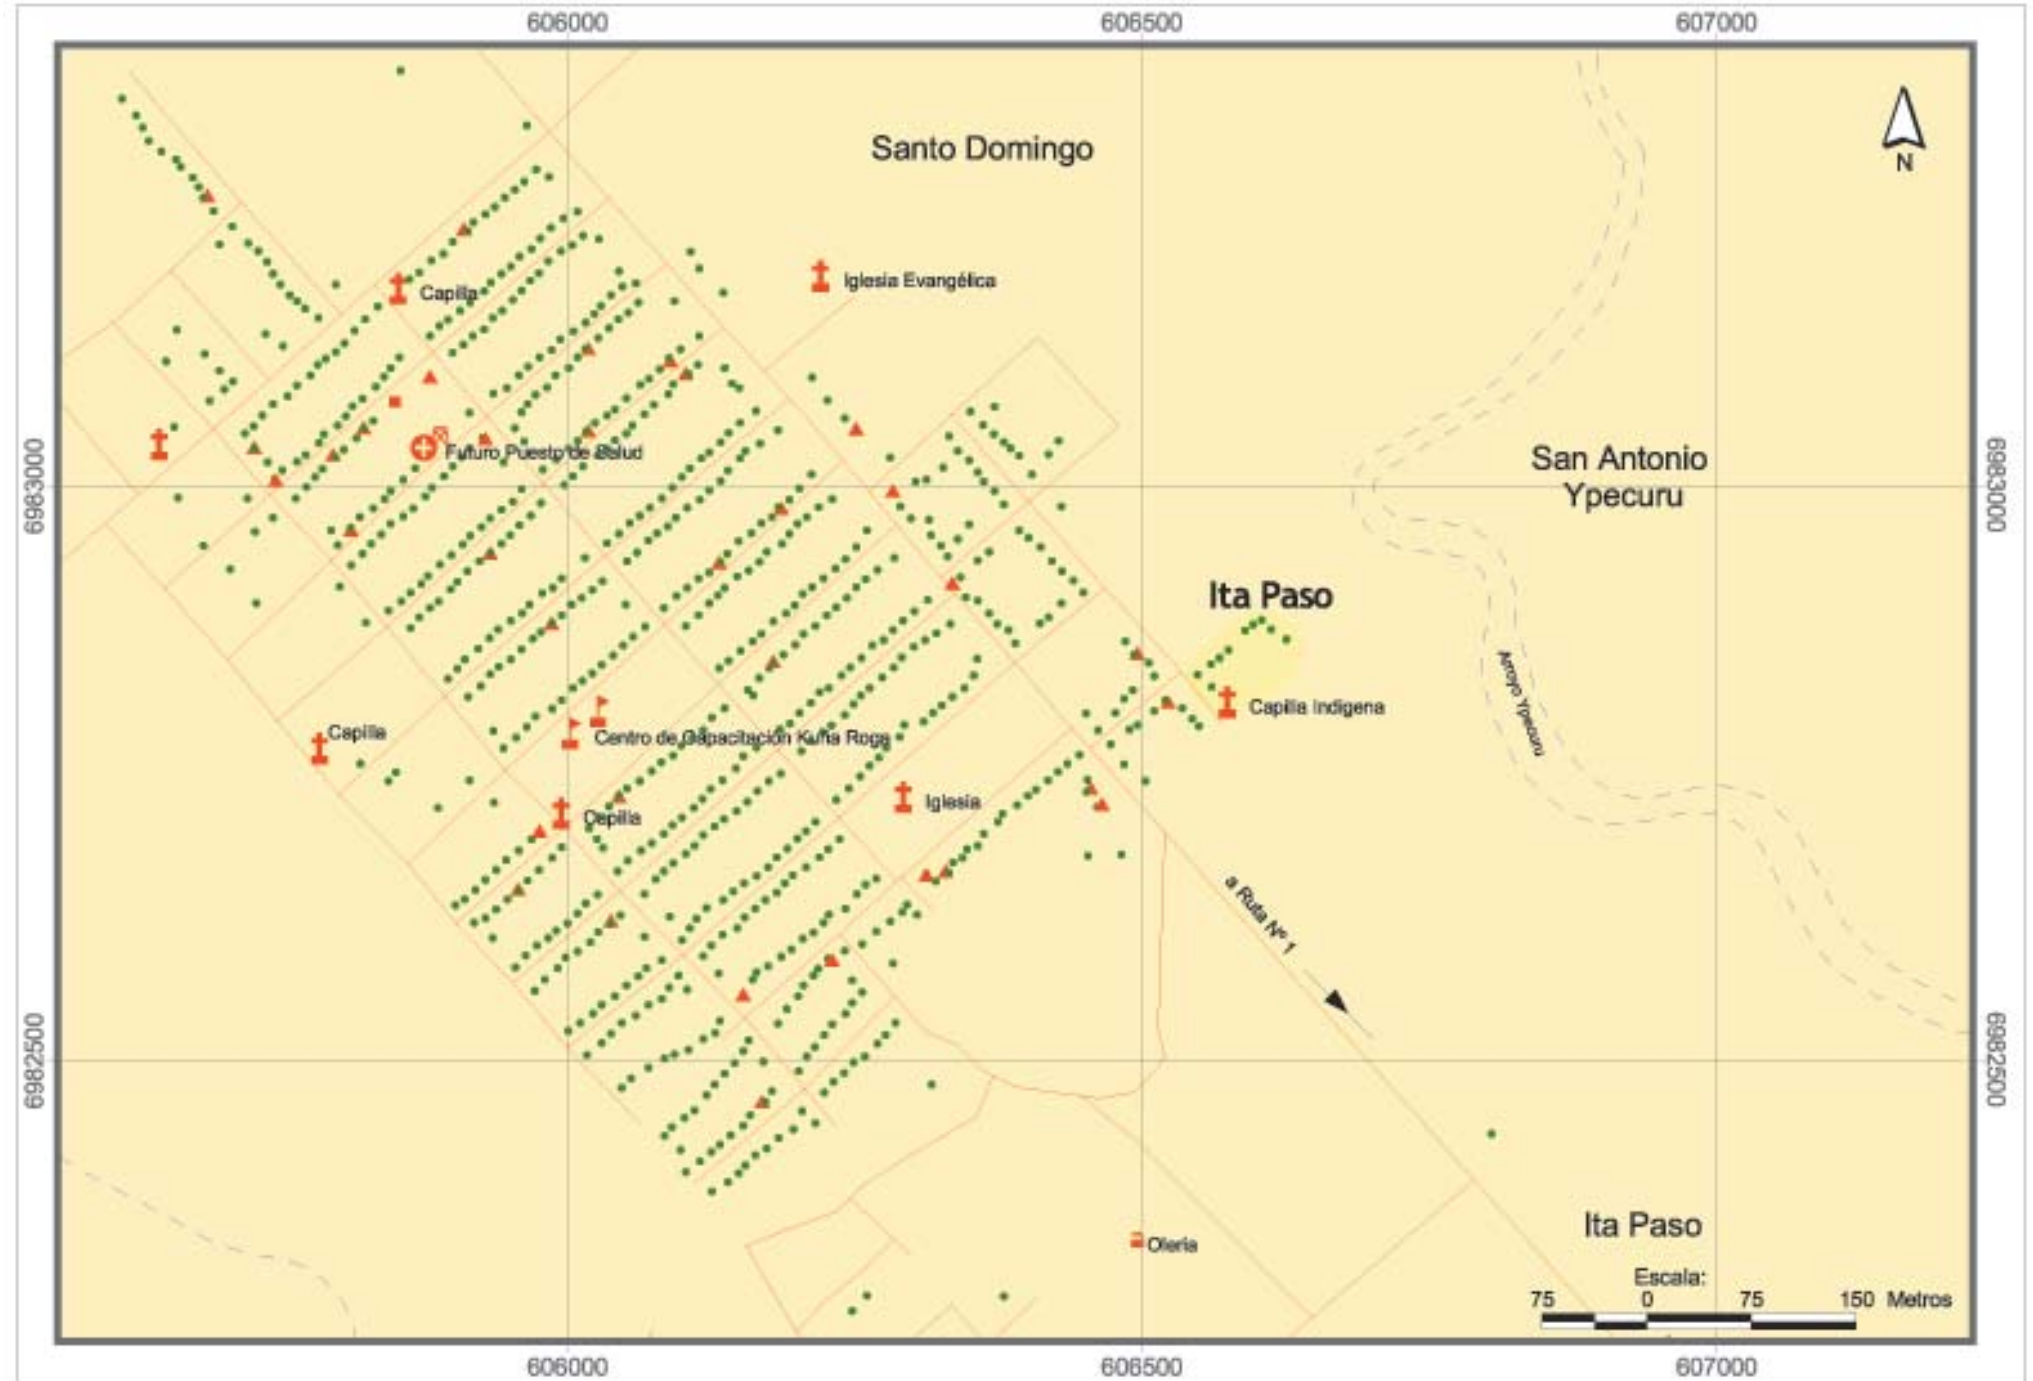 606000 606500 607000
Santo Domingo
N
Iglesia Evangélica
Capilla
Futuro Puesto de Salud
6983000
6983000
San Antonio
Ypecuru
Ita Paso
Arroyo Ypecurú
Capilla Indigena
Capilla
Centro de Capacitación Kuña Roga
Iglesia
Capilla
a Ruta Nº 1
6982500
6982500
Ita Paso
Olería
Escala:
75 0 75 150 Metros
606000 606500 607000